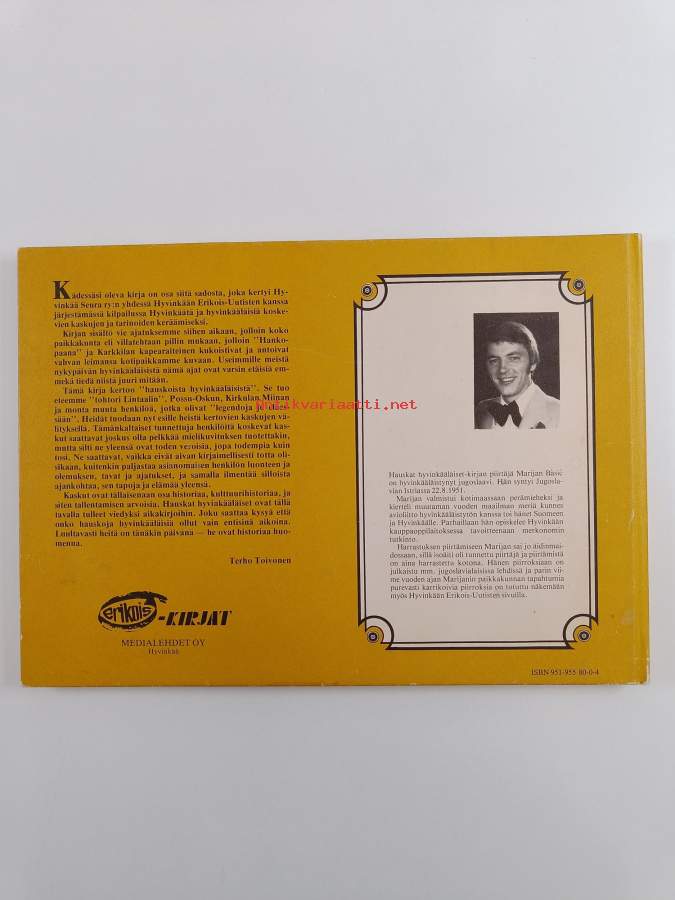 Kädessäsi oleva kirja on osa siitä sadosta, joka kertyi Hy-
vinkää Seura ry:n yhdessä Hyvinkään Erikois-Uutisten kanssa
järjestämässä kilpailussa Hyvinkäätä ja hyvinkääläisiä koske-
vien kaskujen ja tarinoiden keräämiseksi.
Kirjan sisältö vie ajatuksemme siihen aikaan, jolloin koko
paikkakunta eli villatehtaan pillin mukaan, jolloin "Hanko-
paana" ja Karkkilan kapearaitteinen kukoistivat ja antoivat
vahvan leimansa kotipaikkamme kuvaan. Useimmille meistä
nykypäivän hyvinkääläisistä nämä ajat ovat varsin etäisiä em-
mekä tiedä niistä juuri mitään.
Tämä kirja kertoo "hauskoista hyvinkääläisistä". Se tuo
eteemme "tohtori Lintaalin", Possu-Oskun, Kirkulan Miinan
ja monta muuta henkilöä, jotka olivat "legendoja jo eläes-
sään". Heidät tuodaan nyt esille heistä kertovien kaskujen vä-
lityksellä. Tämänkaltaiset tunnettuja henkilöitä koskevat kas-
kut saattavat joskus olla pelkkää mielikuvituksen tuotettakin,
mutta silti ne yleensä ovat toden veroisia, jopa todempia kuin
tosi. Ne saattavat, vaikka eivät aivan kirjaimellisesti totta oli-
sikaan, kuitenkin paljastaa asianomaisen henkilön luonteen ja
olemuksen, tavat ja ajatukset, ja samalla ilmentää silloista
ajankohtaa, sen tapoja ja elämää yleensä.
Kaskut ovat tällaisenaan osa historiaa, kulttuurihistoriaa, ja
siten tallentamisen arvoisia. Hauskat hyvinkääläiset ovat tällä
tavalla tulleet viedyksi aikakirjoihin. Joku saattaa kysyä että
onko hauskoja hyvinkääläisiä ollut vain entisinä aikoina.
Luultavasti heitä on tänäkin päivänä — he ovat historiaa huo-
menna.
Terho Toivonen
erikois-KIRJAT
MEDIALEHDET OY
Hyvinkää
Hauskat hyvinkääläiset-kirjan piirtäjä Marijan Basic
on hyvinkääläistynyt jugoslaavi. Hän syntyi Jugosla-
vian Istriassa 22.8.1951.
Marijan valmistui kotimaassaan perämieheksi ja
kierteli muutaman vuoden maailman meriä kunnes
avioliitto hyvinkääläistytön kanssa toi hänet Suomeen
ja Hyvinkäälle. Parhaillaan hän opiskelee Hyvinkään
kauppaoppilaitoksessa tavoitteenaan merkonomin
tutkinto.
Harrastuksen piirtämiseen Marijan sai jo äidinmai-
dossaan, sillä isoäiti oli tunnettu piirtäjä ja piirtämistä
on aina harrastettu kotona. Hänen piirroksiaan on
julkaistu mm. jugoslavialaisissa lehdissä ja parin vii-
me vuoden ajan Marijanin paikkakunnan tapahtumia
purevasti karrikoivia piirroksia on totuttu näkemään
myös Hyvinkään Erikois-Uutisten sivuilla.
ISBN 951-955 80-0-4
Antikvariaatti.net